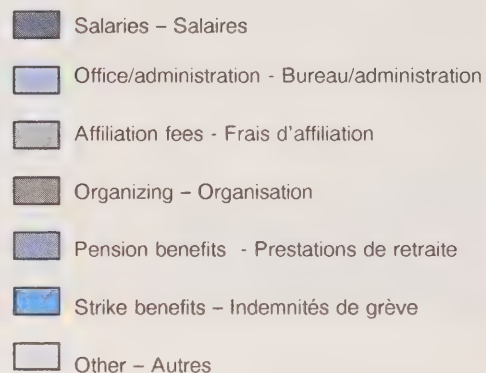 Salaries – Salaires
Office/administration - Bureau/administration
Affiliation fees - Frais d'affiliation
Organizing – Organisation
Pension benefits - Prestations de retraite
Strike benefits – Indemnités de grève
Other – Autres